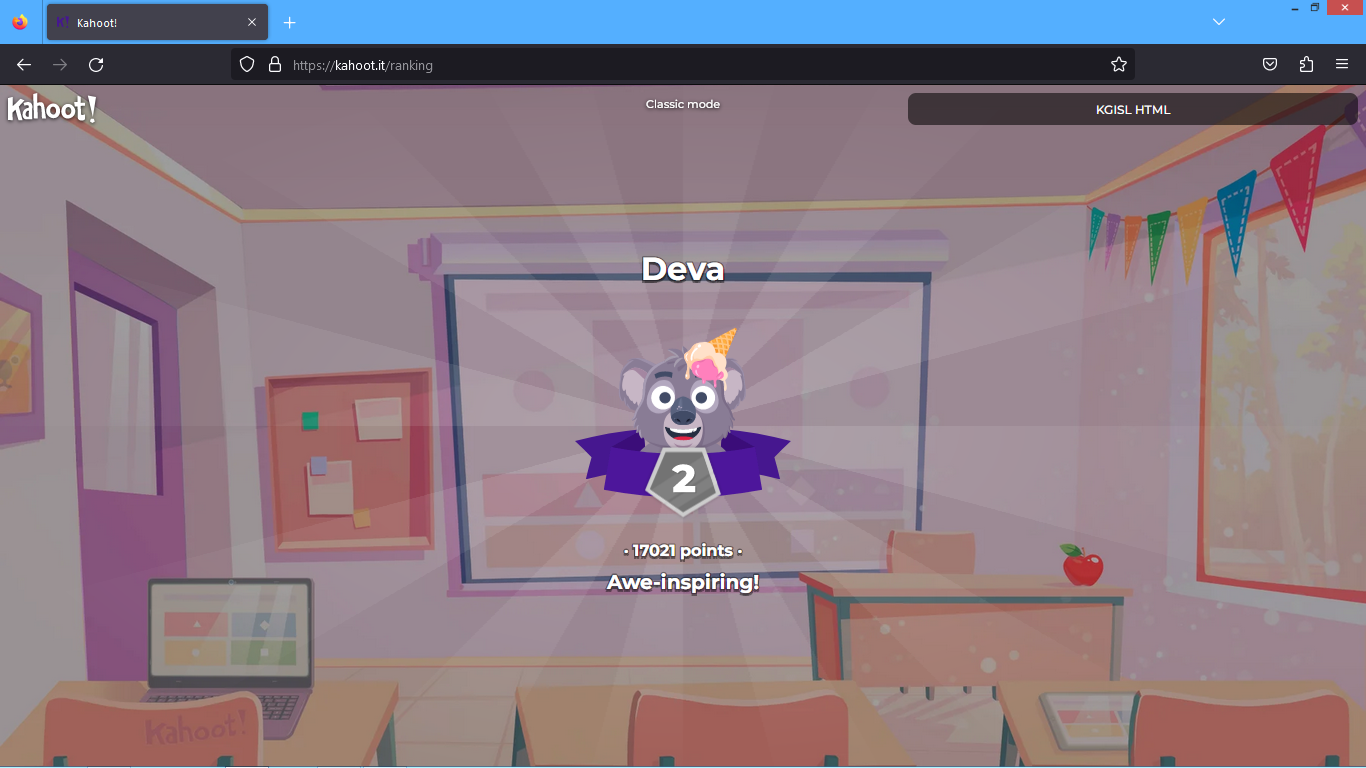 Kahoot!
https://kahoot.it/ranking
Kahoot!
Classic mode
KGISL HTML
Deva
2
· 17021 points ·
Awe-inspiring!
Kahoot!